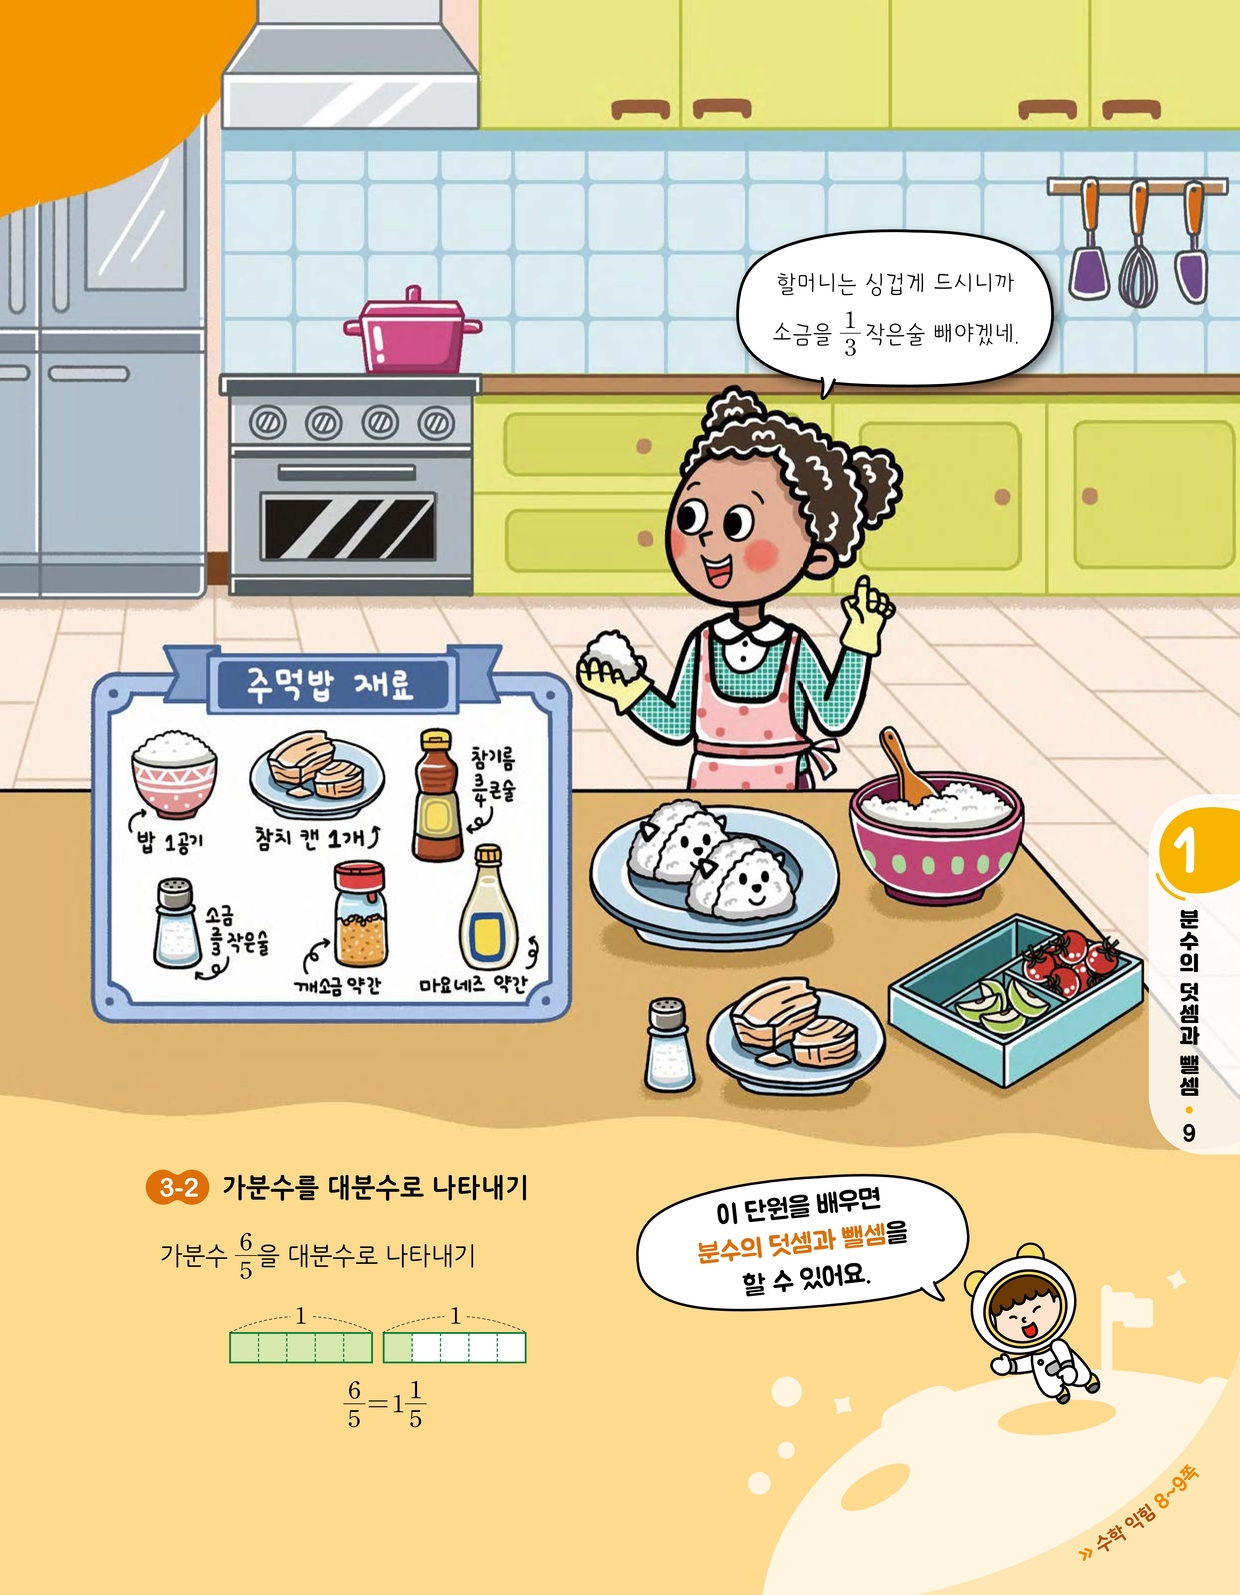 할머니는 싱겁게 드시니까
소금을 1/3 작은술 빼야겠네.
주먹밥 재료
밥 1공기
참치 캔 1개
참기름
3/4 큰술
소금
2/3 작은술
깨소금 약간
마요네즈 약간
1
분수의 덧셈과 뺄셈 • 9
3-2 가분수를 대분수로 나타내기
가분수 6/5을 대분수로 나타내기
1 1
6/5=1 1/5
이 단원을 배우면
분수의 덧셈과 뺄셈을
할 수 있어요.
» 수학 익힘 8~9쪽